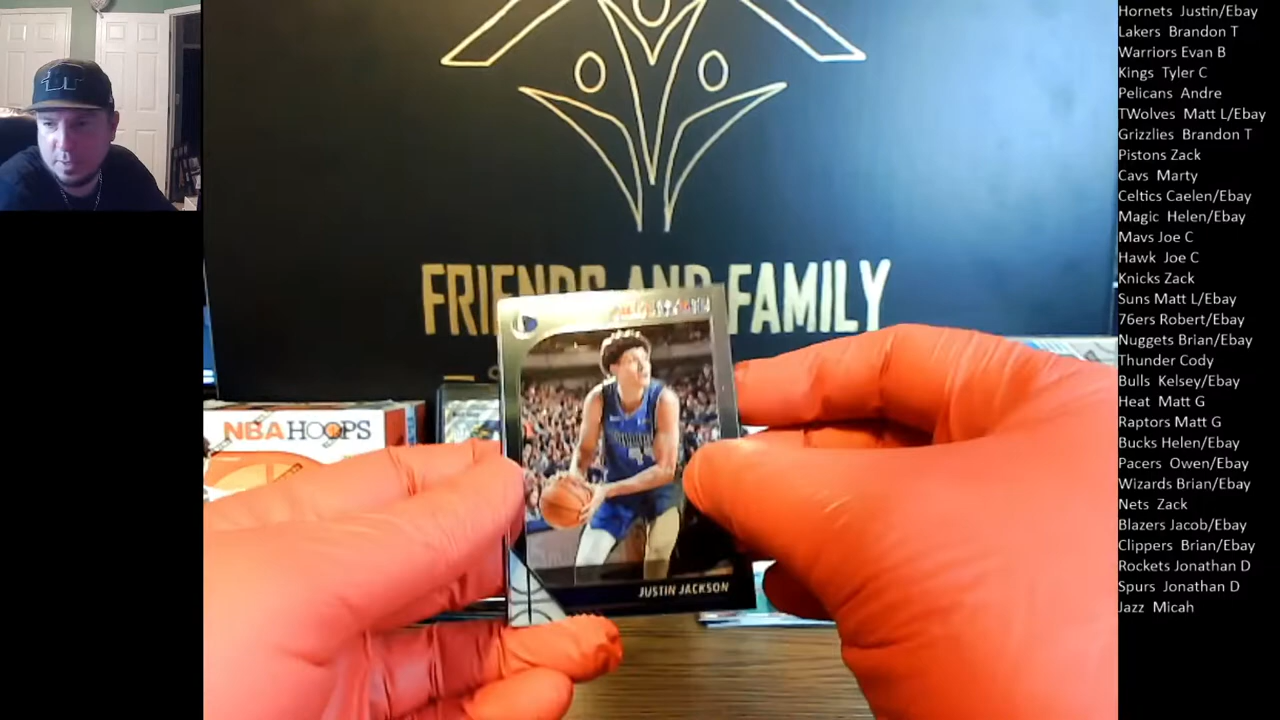 FRIENDS AND FAMILY
NBA HOOPS
JUSTIN JACKSON
Hornets Justin/Ebay
Lakers Brandon T
Warriors Evan B
Kings Tyler C
Pelicans Andre
TWolves Matt L/Ebay
Grizzlies Brandon T
Pistons Zack
Cavs Marty
Celtics Caelen/Ebay
Magic Helen/Ebay
Mavs Joe C
Hawk Joe C
Knicks Zack
Suns Matt L/Ebay
76ers Robert/Ebay
Nuggets Brian/Ebay
Thunder Cody
Bulls Kelsey/Ebay
Heat Matt G
Raptors Matt G
Bucks Helen/Ebay
Pacers Owen/Ebay
Wizards Brian/Ebay
Nets Zack
Blazers Jacob/Ebay
Clippers Brian/Ebay
Rockets Jonathan D
Spurs Jonathan D
Jazz Micah